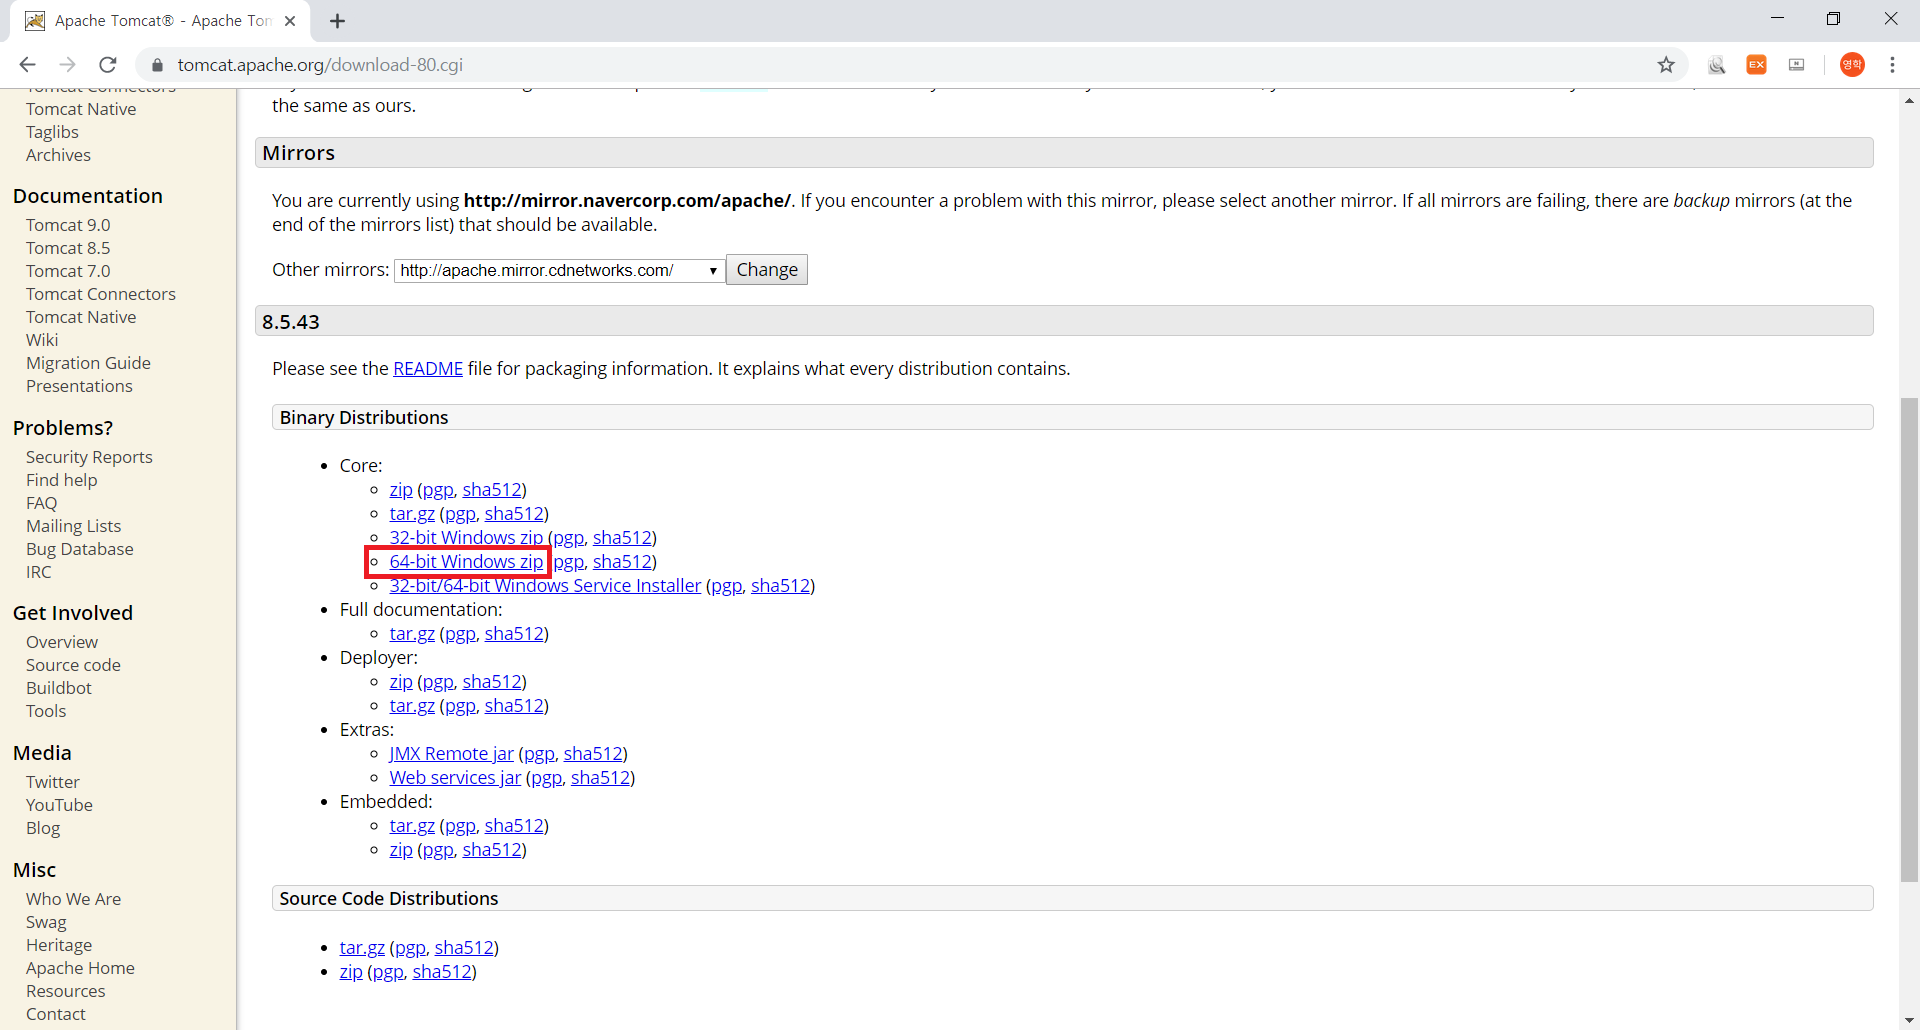 Apache Tomcat® - Apache Tom
tomcat.apache.org/download-80.cgi
EX
영학
Tomcat Connectors
Tomcat Native
Taglibs
Archives
Documentation
Tomcat 9.0
Tomcat 8.5
Tomcat 7.0
Tomcat Connectors
Tomcat Native
Wiki
Migration Guide
Presentations
Problems?
Security Reports
Find help
FAQ
Mailing Lists
Bug Database
IRC
Get Involved
Overview
Source code
Buildbot
Tools
Media
Twitter
YouTube
Blog
Misc
Who We Are
Swag
Heritage
Apache Home
Resources
Contact
the same as ours.
Mirrors
You are currently using http://mirror.navercorp.com/apache/. If you encounter a problem with this mirror, please select another mirror. If all mirrors are failing, there are backup mirrors (at the
end of the mirrors list) that should be available.
Other mirrors: http://apache.mirror.cdnetworks.com/ Change
8.5.43
Please see the README file for packaging information. It explains what every distribution contains.
Binary Distributions
Core:
zip (pgp, sha512)
tar.gz (pgp, sha512)
32-bit Windows zip (pgp, sha512)
64-bit Windows zip (pgp, sha512)
32-bit/64-bit Windows Service Installer (pgp, sha512)
Full documentation:
tar.gz (pgp, sha512)
Deployer:
zip (pgp, sha512)
tar.gz (pgp, sha512)
Extras:
JMX Remote jar (pgp, sha512)
Web services jar (pgp, sha512)
Embedded:
tar.gz (pgp, sha512)
zip (pgp, sha512)
Source Code Distributions
tar.gz (pgp, sha512)
zip (pgp, sha512)